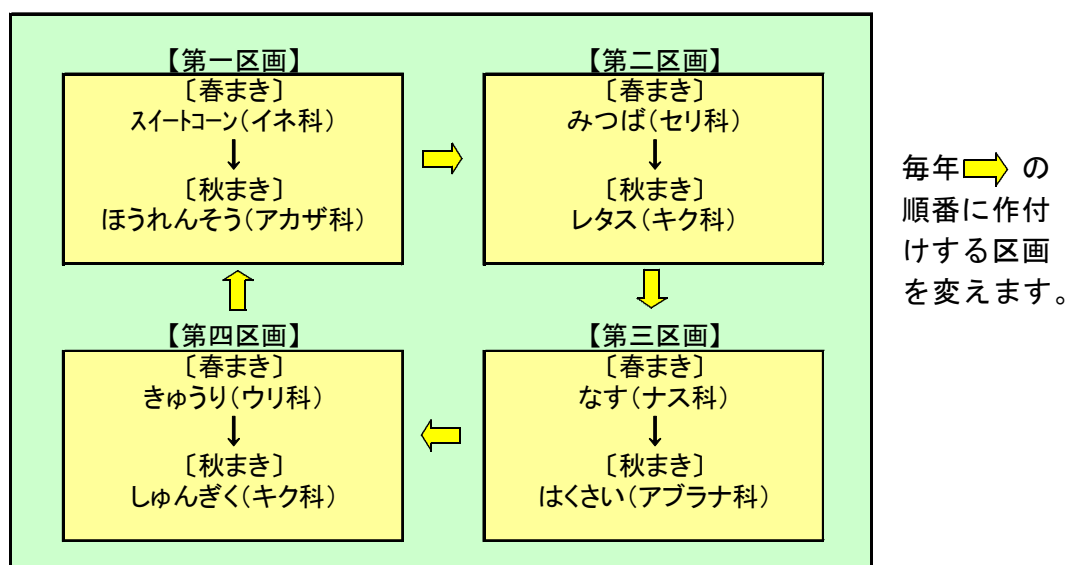 【第一区画】
〔春まき〕
スイートコーン(イネ科)
↓
〔秋まき〕
ほうれんそう(アカザ科)
【第二区画】
〔春まき〕
みつば(セリ科)
↓
〔秋まき〕
レタス(キク科)
【第三区画】
〔春まき〕
なす(ナス科)
↓
〔秋まき〕
はくさい(アブラナ科)
【第四区画】
〔春まき〕
きゅうり(ウリ科)
↓
〔秋まき〕
しゅんぎく(キク科)
毎年⇨の
順番に作付
けする区画
を変えます。